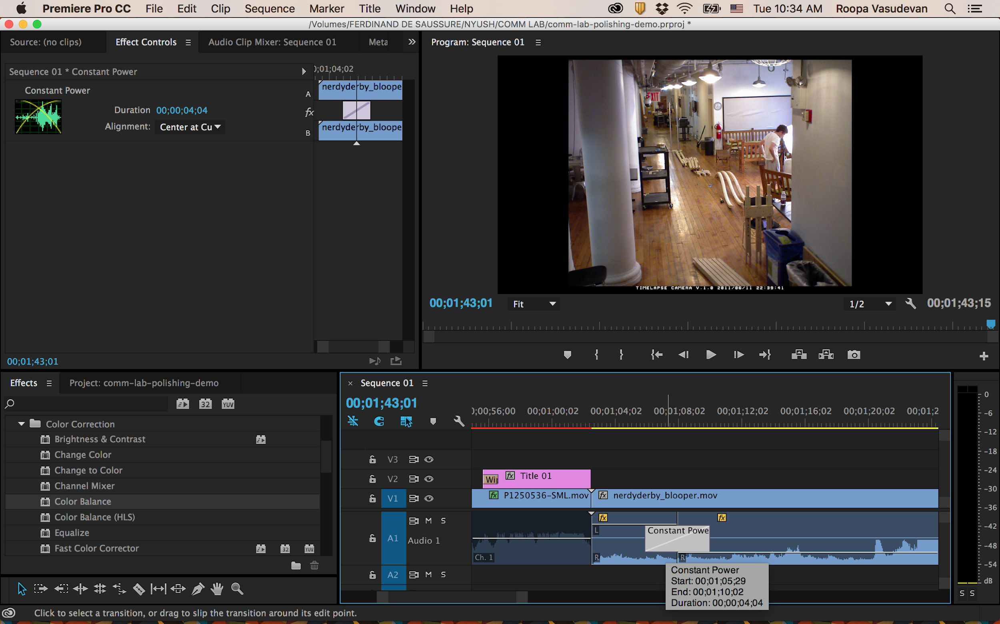 Premiere Pro CC File Edit Clip Sequence Marker Title Window Help Tue 10:34 AM Roopa Vasudevan
/Volumes/FERDINAND DE SAUSSURE/NYUSH/COMM LAB/comm-lab-polishing-demo.prproj *
Source: (no clips) Effect Controls Audio Clip Mixer: Sequence 01 Meta
Program: Sequence 01
Sequence 01 * Constant Power
;01;04;02
Constant Power
A nerdyderby_bloope
Duration 00;00;04;04
fx
Alignment: Center at Cu
B nerdyderby_bloope
EXIT
TIMELAPSE CAMERA V.1.0 2011/06/11 22:39:41
00;01;43;01 Fit 1/2 00;01;43;15
00;01;43;01
Effects Project: comm-lab-polishing-demo
32 YUV
Color Correction
Brightness & Contrast
Change Color
Change to Color
Channel Mixer
Color Balance
Color Balance (HLS)
Equalize
Fast Color Corrector 32 YUV
× Sequence 01
00;01;43;01
;00;56;00 00;01;00;02 00;01;04;02 00;01;08;02 00;01;12;02 00;01;16;02 00;01;20;02 00;01;2
V3
V2 Wi fx Title 01
V1 fx P1250536-SML.mov fx nerdyderby_blooper.mov
M S fx fx
A1 Audio 1 L Constant Powe
Ch. 1 R R
A2 M S
Constant Power
Start: 00;01;05;29
End: 00;01;10;02
Duration: 00;00;04;04
0
-6
-12
-18
-24
-30
-36
-42
-48
-54
dB
S S
Click to select a transition, or drag to slip the transition around its edit point.